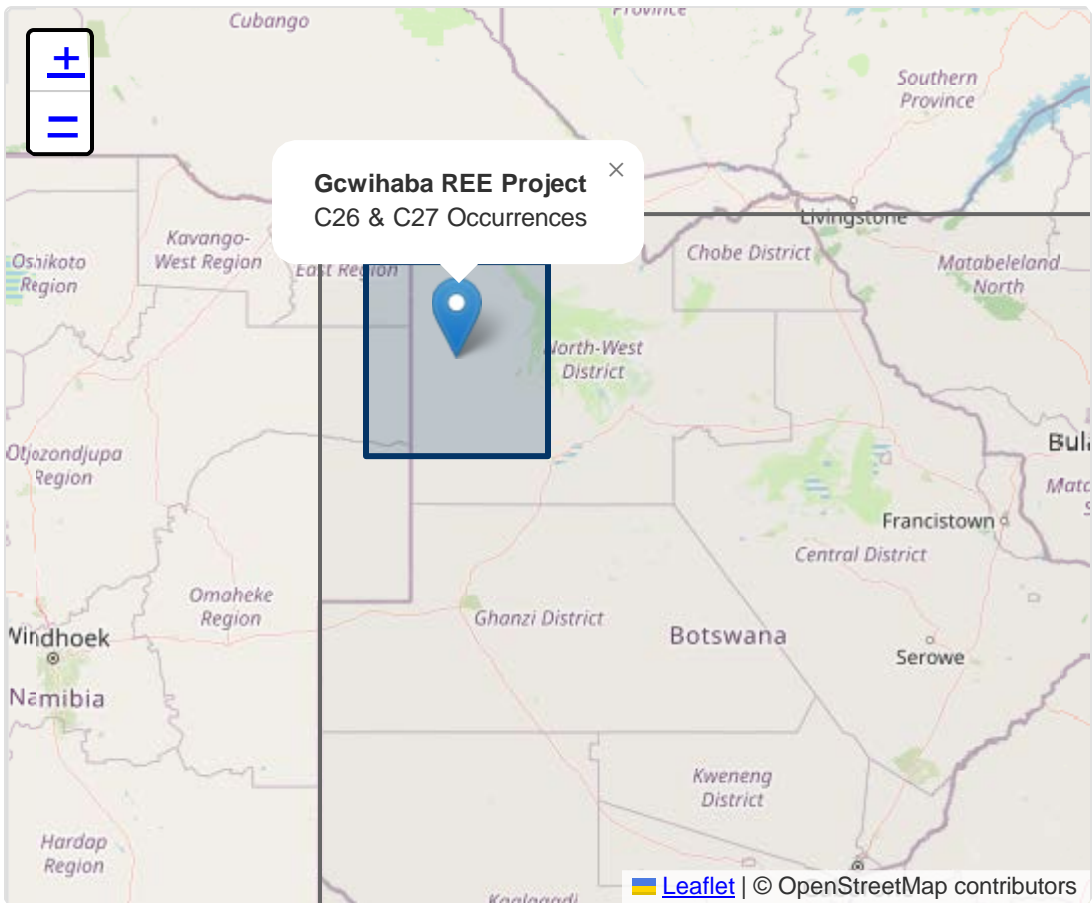 Cubango
Province
+
Southern
Province
Gcwihaba REE Project
×
C26 & C27 Occurrences
Livingstone
Kavango-
West Region
East Region
Chobe District
Oshikoto
Region
Matabeleland
North
North-West
District
Otjozondjupa
Region
Bul
Mata
Francistown
Central District
Omaheke
Region
Ghanzi District
Windhoek
Botswana
Serowe
Namibia
Kweneng
District
Hardap
Region
Kgalagadi
Leaflet | © OpenStreetMap contributors